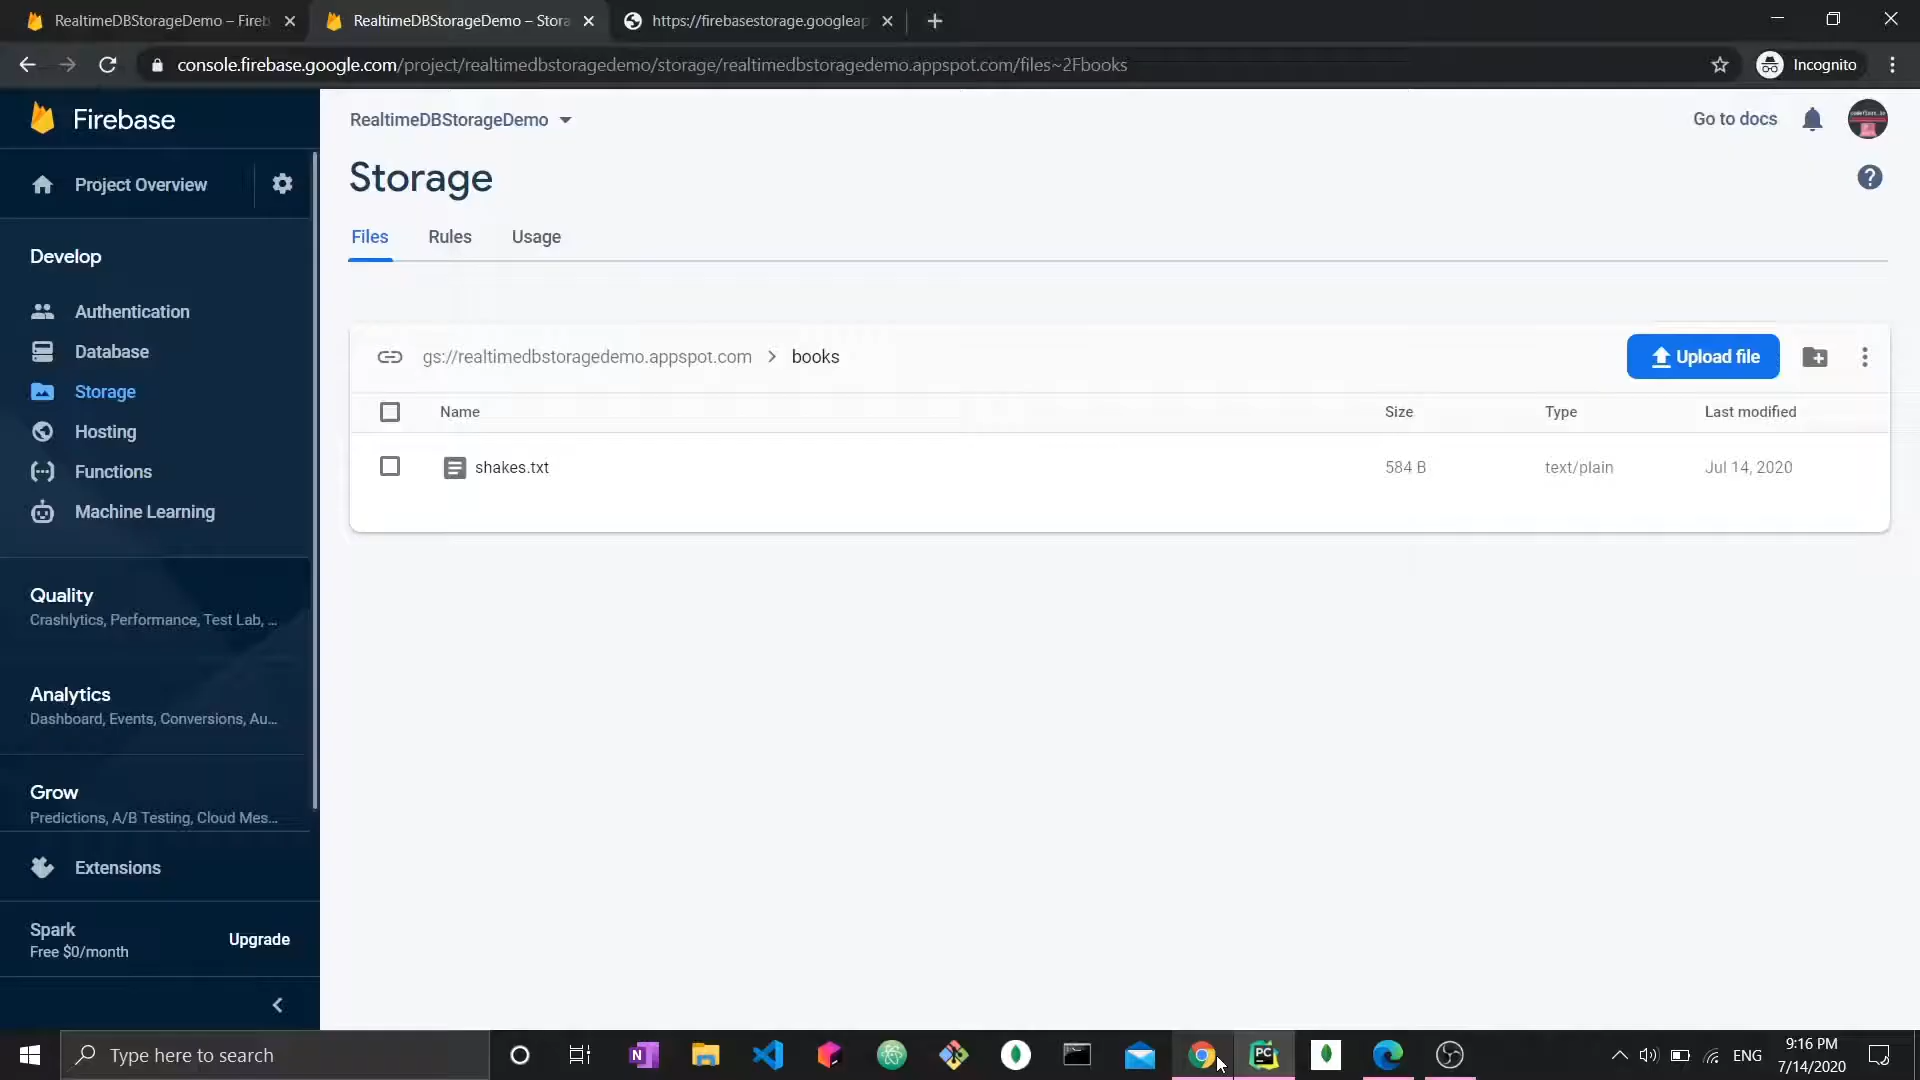 RealtimeDBStorageDemo – Fireb
RealtimeDBStorageDemo – Stora
https://firebasestorage.googleap
console.firebase.google.com/project/realtimedbstoragedemo/storage/realtimedbstoragedemo.appspot.com/files~2Fbooks
Incognito
Firebase
RealtimeDBStorageDemo
Go to docs
Project Overview
Storage
Files
Rules
Usage
Develop
Authentication
Database
Storage
Hosting
Functions
Machine Learning
gs://realtimedbstoragedemo.appspot.com > books
Upload file
Name
Size
Type
Last modified
shakes.txt
584 B
text/plain
Jul 14, 2020
Quality
Crashlytics, Performance, Test Lab, ...
Analytics
Dashboard, Events, Conversions, Au...
Grow
Predictions, A/B Testing, Cloud Mes...
Extensions
Spark
Free $0/month
Upgrade
Type here to search
N
PC
ENG
9:16 PM
7/14/2020